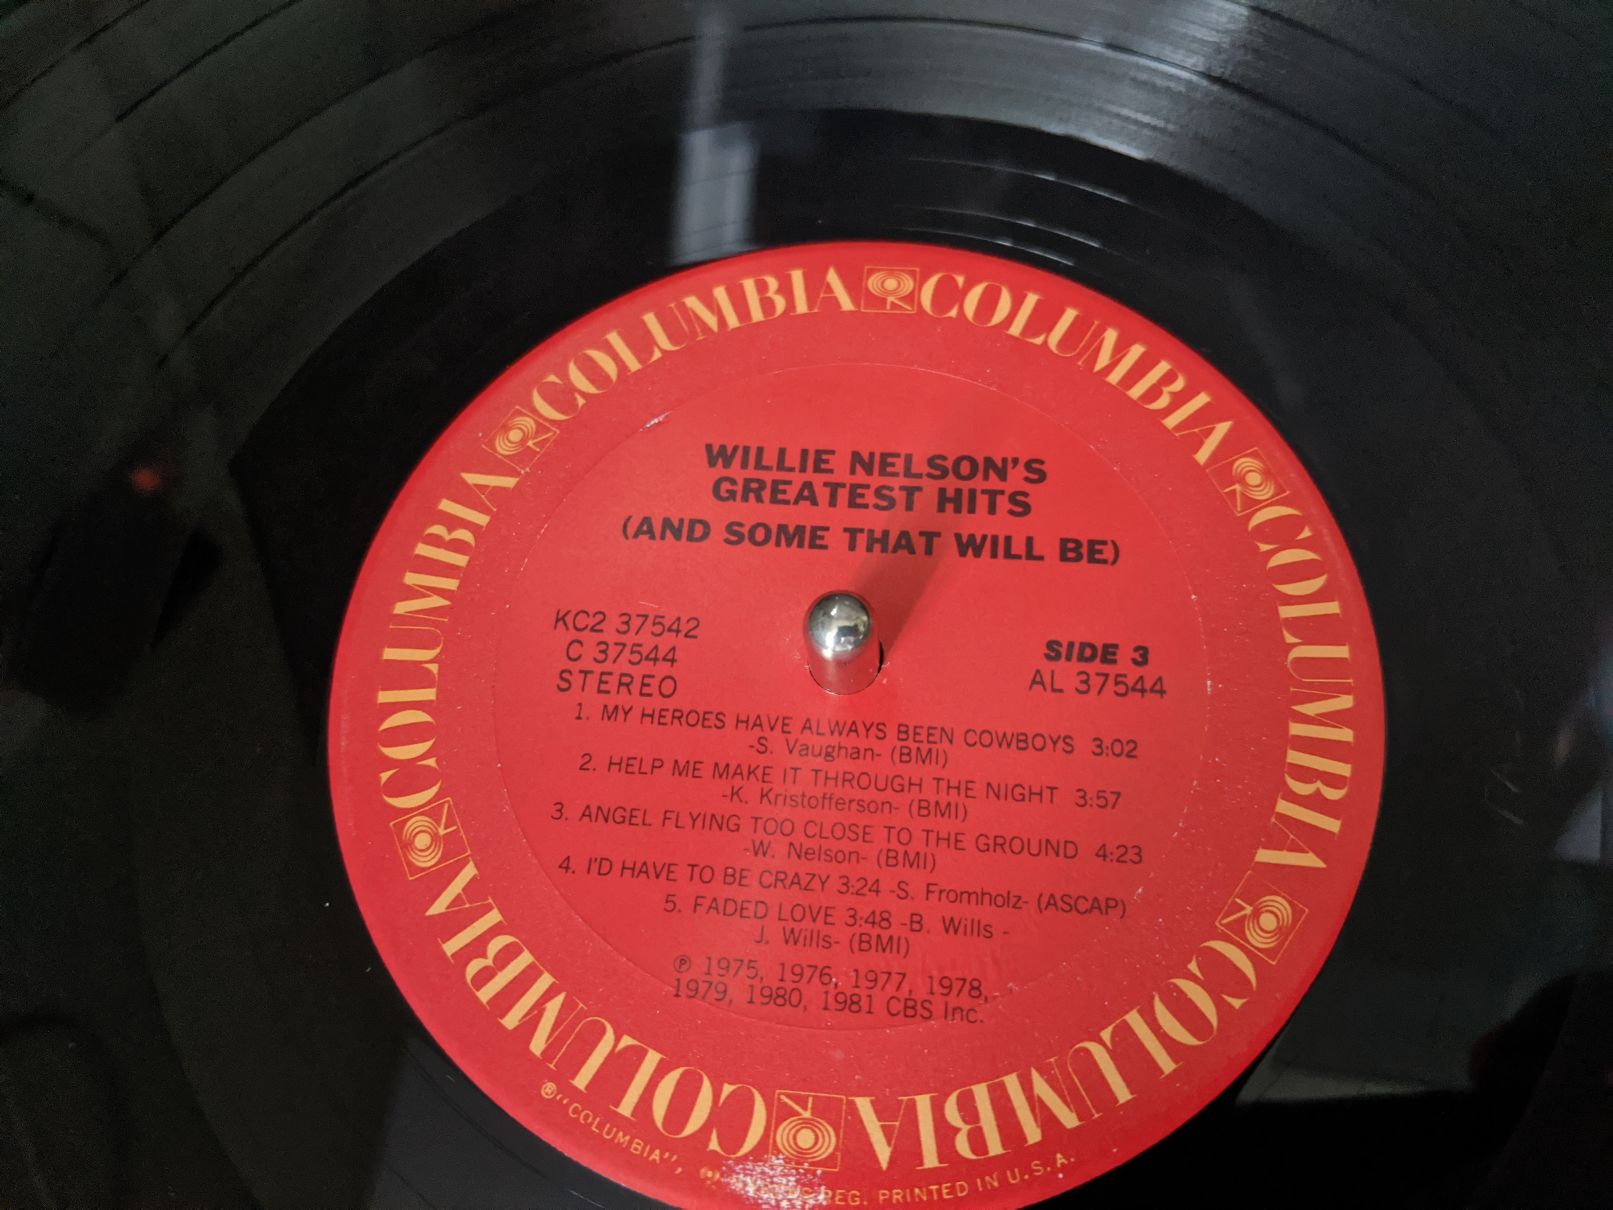 COLUMBIA COLUMBIA COLUMBIA COLUMBIA COLUMBIA COLUMBIA
WILLIE NELSON'S
GREATEST HITS
(AND SOME THAT WILL BE)
KC2 37542
C 37544
STEREO
SIDE 3
AL 37544
1. MY HEROES HAVE ALWAYS BEEN COWBOYS 3:02
-S. Vaughan- (BMI)
2. HELP ME MAKE IT THROUGH THE NIGHT 3:57
-K. Kristofferson- (BMI)
3. ANGEL FLYING TOO CLOSE TO THE GROUND 4:23
-W. Nelson- (BMI)
4. I'D HAVE TO BE CRAZY 3:24 -S. Fromholz- (ASCAP)
5. FADED LOVE 3:48 -B. Wills -
J. Wills- (BMI)
℗ 1975, 1976, 1977, 1978,
1979, 1980, 1981 CBS Inc.
®"COLUMBIA", REG. PRINTED IN U.S.A.